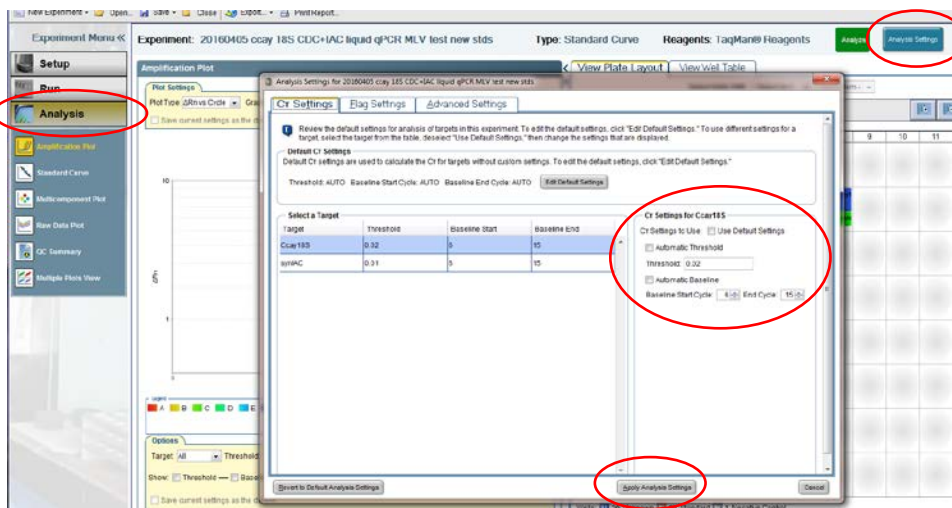 New Experiment Open... Save Close Export... Print Report...
Experiment Menu «
Experiment: 20160405 ccay 18S CDC+IAC liquid qPCR MLV test new stds Type: Standard Curve Reagents: TaqMan® Reagents Analyze Analysis Settings
Setup
Run
Analysis
Amplification Plot
Standard Curve
Multicomponent Plot
Raw Data Plot
QC Summary
Multiple Plots View
Amplification Plot
Plot Settings
Plot Type: ΔRn vs Cycle
Save current settings as the
10
ΔRn
1
A B C D E
Options
Target: All Threshold
Show: Threshold —
Save current settings as the
View Plate Layout View Well Table
9 10 11
Analysis Settings for 20160405 ccay 18S CDC+IAC liquid qPCR MLV test new stds
CT Settings Flag Settings Advanced Settings
Review the default settings for analysis of targets in this experiment. To edit the default settings, click "Edit Default Settings." To use different settings for a
target, select the target from the table, deselect "Use Default Settings," then change the settings that are displayed.
Default CT Settings
Default CT settings are used to calculate the CT for targets without custom settings. To edit the default settings, click "Edit Default Settings."
Threshold: AUTO Baseline Start Cycle: AUTO Baseline End Cycle: AUTO Edit Default Settings
Select a Target
Target Threshold Baseline Start Baseline End
Ccay18S 0.02 6 15
synIAC 0.01 6 15
CT Settings for Ccay18S
CT Settings to Use: Use Default Settings
Automatic Threshold
Threshold: 0.02
Automatic Baseline
Baseline Start Cycle: 6 End Cycle: 15
Revert to Default Analysis Settings Apply Analysis Settings Cancel